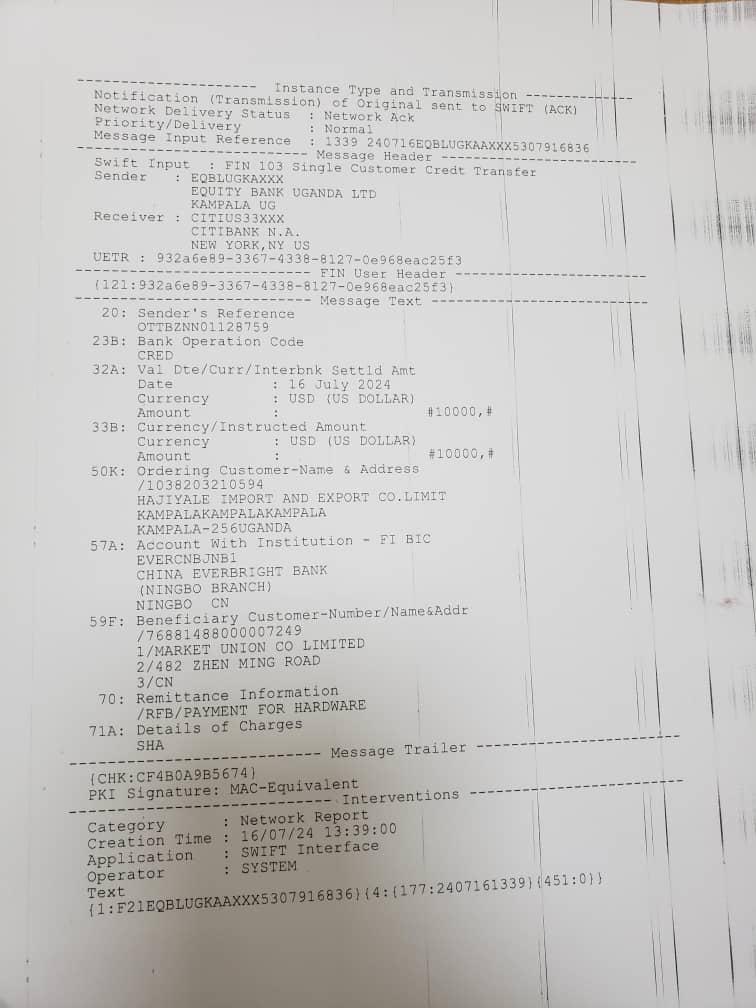 --------------------- Instance Type and Transmission -------------
Notification (Transmission) of Original sent to SWIFT (ACK)
Network Delivery Status : Network Ack
Priority/Delivery : Normal
Message Input Reference : 1339 240716EQBLUGKAAXXX5307916836
--------------------------- Message Header -----------------------
Swift Input : FIN 103 Single Customer Credt Transfer
Sender : EQBLUGKAXXX
EQUITY BANK UGANDA LTD
KAMPALA UG
Receiver : CITIUS33XXX
CITIBANK N.A.
NEW YORK,NY US
UETR : 932a6e89-3367-4338-8127-0e968eac25f3
--------------------------- FIN User Header ----------------------
{121:932a6e89-3367-4338-8127-0e968eac25f3}
--------------------------- Message Text -------------------------
20: Sender's Reference
OTTBZNN01128759
23B: Bank Operation Code
CRED
32A: Val Dte/Curr/Interbnk Settld Amt
Date : 16 July 2024
Currency : USD (US DOLLAR)
Amount : #10000,#
33B: Currency/Instructed Amount
Currency : USD (US DOLLAR)
Amount : #10000,#
50K: Ordering Customer-Name & Address
/1038203210594
HAJIYALE IMPORT AND EXPORT CO.LIMIT
KAMPALAKAMPALAKAMPALA
KAMPALA-256UGANDA
57A: Account With Institution - FI BIC
EVERCNBJNB1
CHINA EVERBRIGHT BANK
(NINGBO BRANCH)
NINGBO CN
59F: Beneficiary Customer-Number/Name&Addr
/76881488000007249
1/MARKET UNION CO LIMITED
2/482 ZHEN MING ROAD
3/CN
70: Remittance Information
/RFB/PAYMENT FOR HARDWARE
71A: Details of Charges
SHA
--------------------------- Message Trailer ----------------------
{CHK:CF4B0A9B5674}
PKI Signature: MAC-Equivalent
--------------------------- Interventions ------------------------
Category : Network Report
Creation Time : 16/07/24 13:39:00
Application : SWIFT Interface
Operator : SYSTEM
Text
{1:F21EQBLUGKAAXXX5307916836}{4:{177:2407161339}{451:0}}